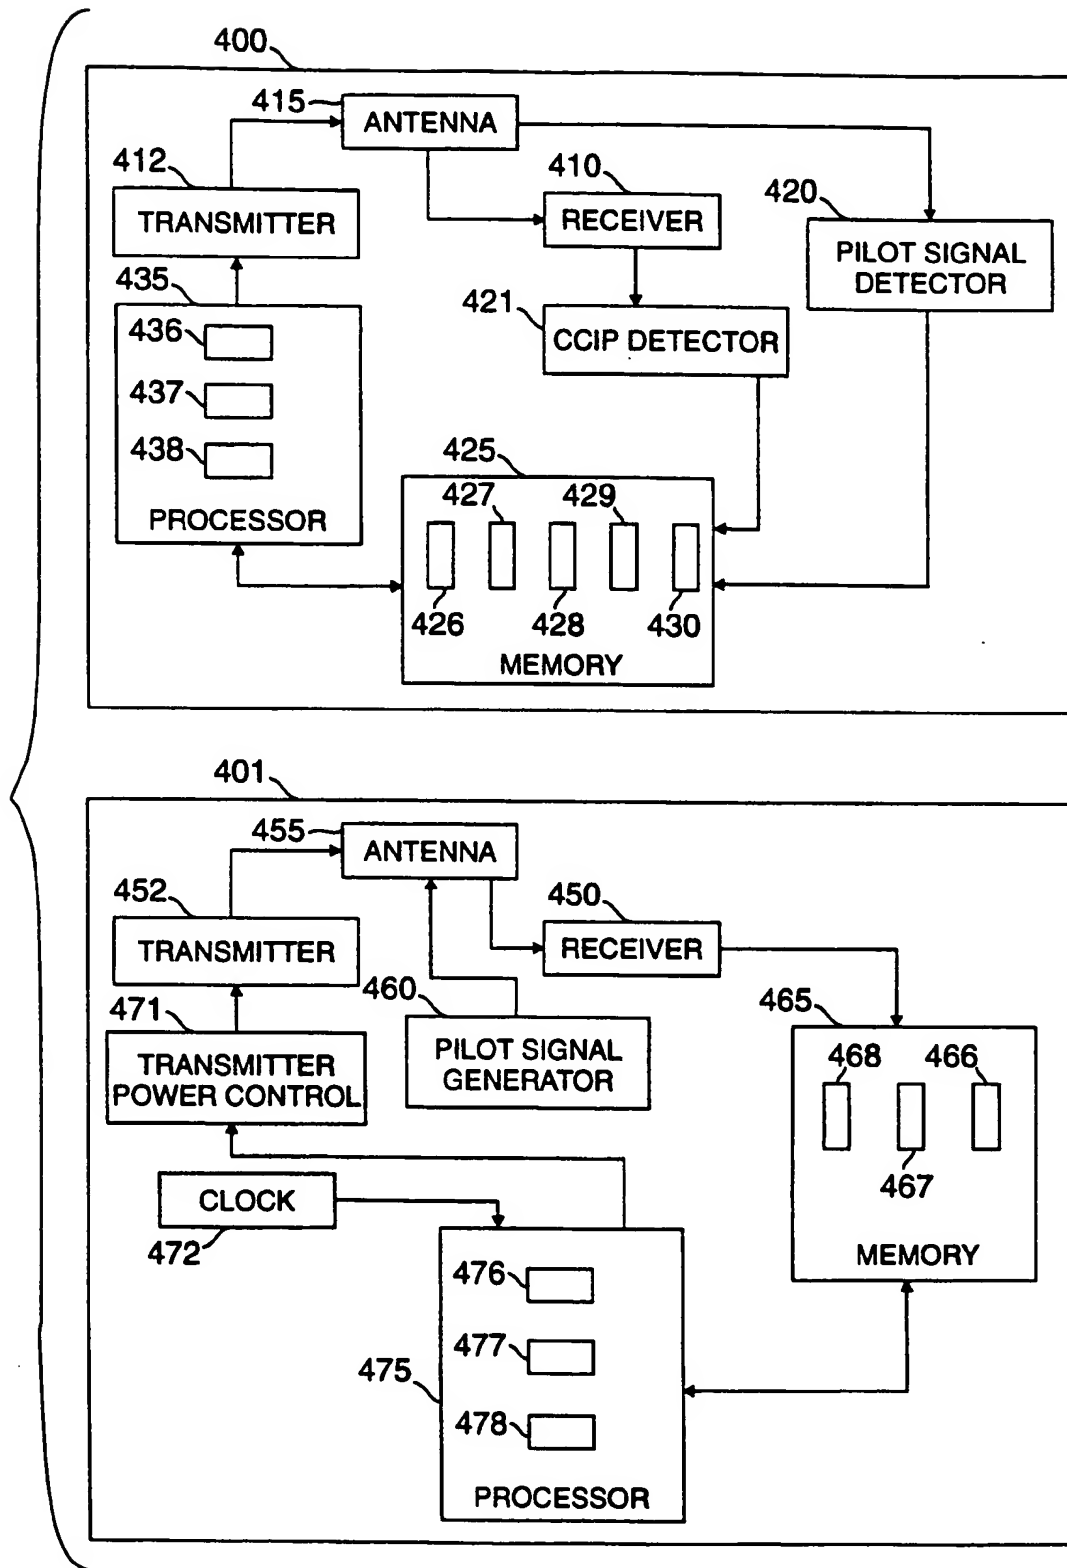 400
415
ANTENNA
412
410
420
TRANSMITTER
RECEIVER
PILOT SIGNAL
DETECTOR
435
421
436
CCIP DETECTOR
437
438
425
427
429
PROCESSOR
426
428
430
MEMORY
401
455
ANTENNA
452
450
TRANSMITTER
RECEIVER
471
460
465
TRANSMITTER
POWER CONTROL
PILOT SIGNAL
GENERATOR
468
466
467
CLOCK
472
MEMORY
476
477
475
478
PROCESSOR